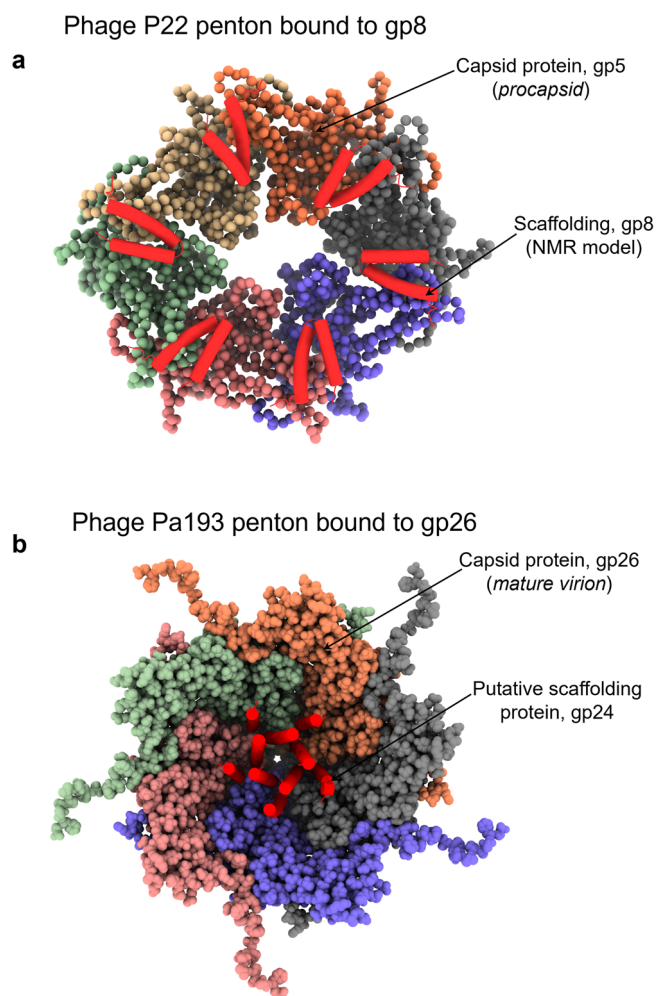 Phage P22 penton bound to gp8
a
Capsid protein, gp5
(procapsid)
Scaffolding, gp8
(NMR model)
Phage Pa193 penton bound to gp26
b
Capsid protein, gp26
(mature virion)
Putative scaffolding
protein, gp24